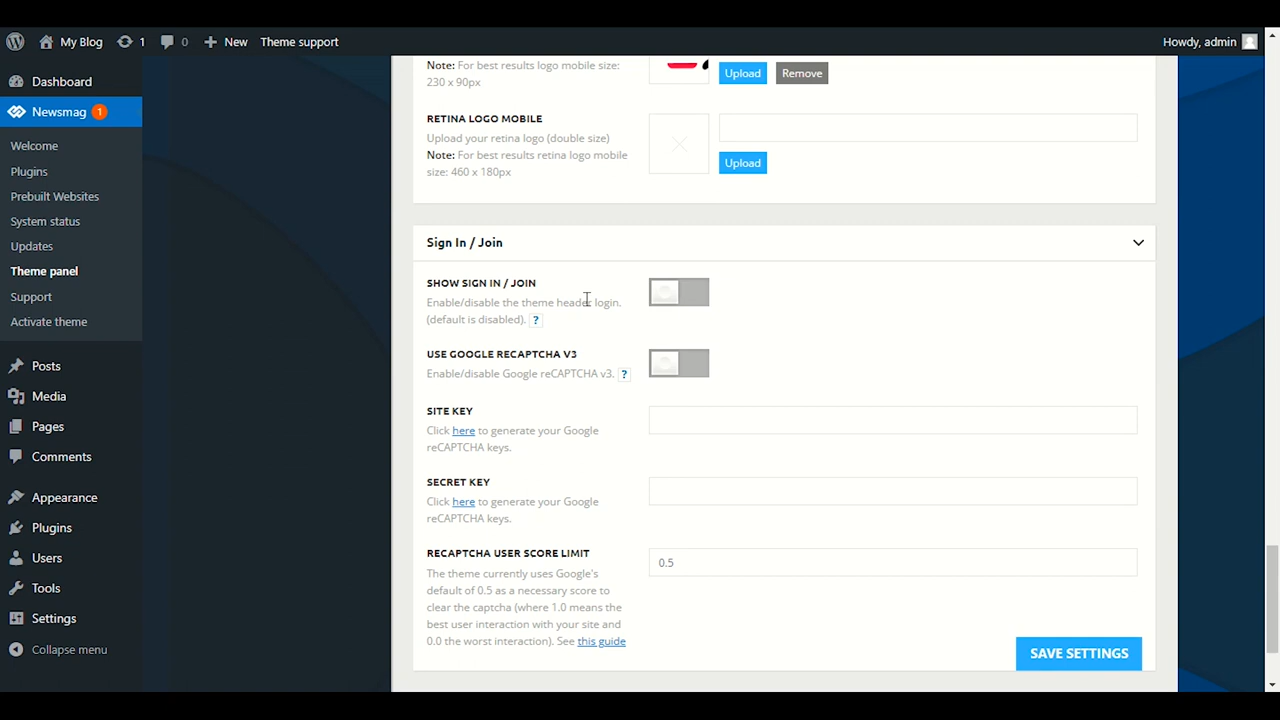 My Blog 1 0 New Theme support Howdy, admin
Dashboard
Newsmag 1
Welcome
Plugins
Prebuilt Websites
System status
Updates
Theme panel
Support
Activate theme
Posts
Media
Pages
Comments
Appearance
Plugins
Users
Tools
Settings
Collapse menu
Note: For best results logo mobile size:
230 x 90px
Upload Remove
RETINA LOGO MOBILE
Upload your retina logo (double size)
Note: For best results retina logo mobile
size: 460 x 180px
Upload
Sign In / Join
SHOW SIGN IN / JOIN
Enable/disable the theme header login.
(default is disabled). ?
USE GOOGLE RECAPTCHA V3
Enable/disable Google reCAPTCHA v3. ?
SITE KEY
Click here to generate your Google
reCAPTCHA keys.
SECRET KEY
Click here to generate your Google
reCAPTCHA keys.
RECAPTCHA USER SCORE LIMIT
0.5
The theme currently uses Google's
default of 0.5 as a necessary score to
clear the captcha (where 1.0 means the
best user interaction with your site and
0.0 the worst interaction). See this guide
SAVE SETTINGS